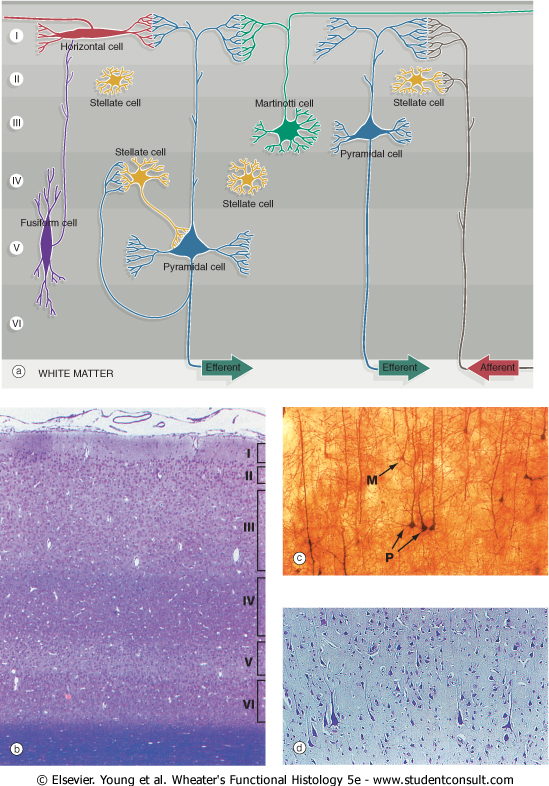 I
Horizontal cell
II
Stellate cell
Martinotti cell
Stellate cell
III
Stellate cell
Pyramidal cell
IV
Stellate cell
Fusiform cell
V
Pyramidal cell
VI
a WHITE MATTER
Efferent
Efferent
Afferent
I
II
III
IV
V
VI
b
M
P
c
d
© Elsevier. Young et al. Wheater's Functional Histology 5e - www.studentconsult.com